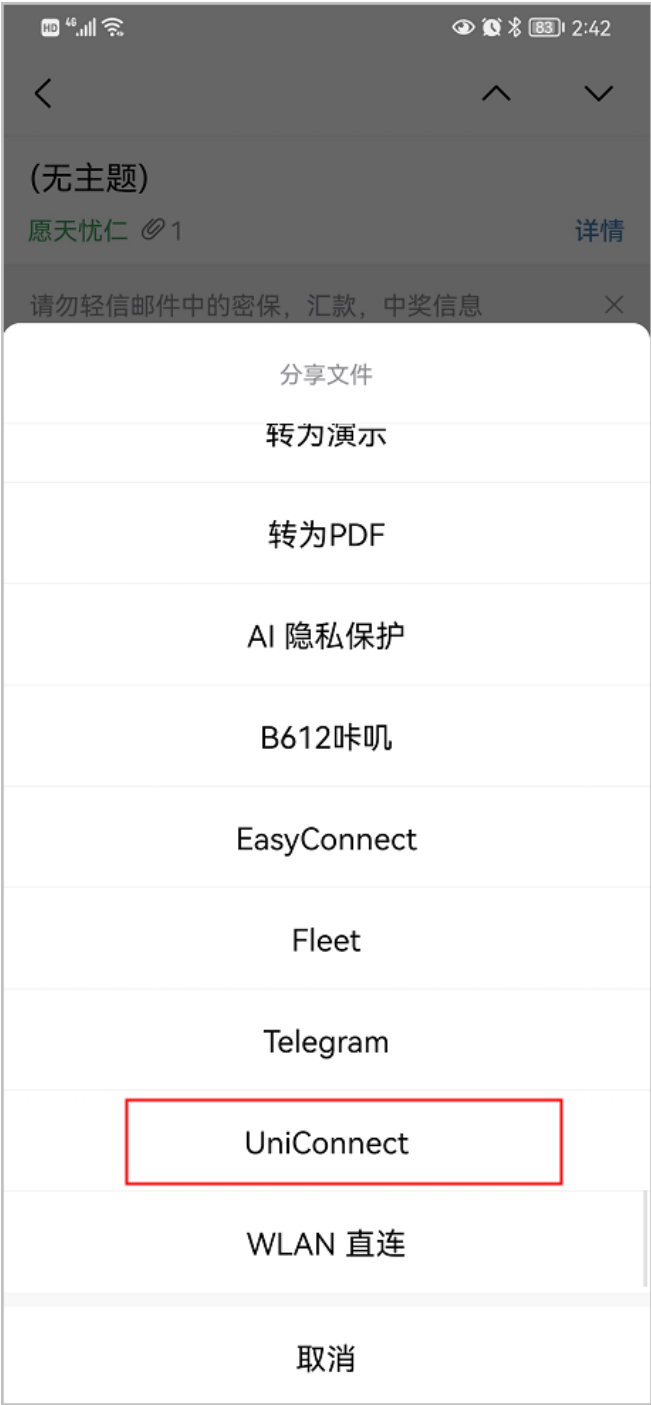 HD 4G 83 2:42
(无主题)
愿天忧仁 1 详情
请勿轻信邮件中的密保，汇款，中奖信息
分享文件
转为演示
转为PDF
AI 隐私保护
B612咔叽
EasyConnect
Fleet
Telegram
UniConnect
WLAN 直连
取消